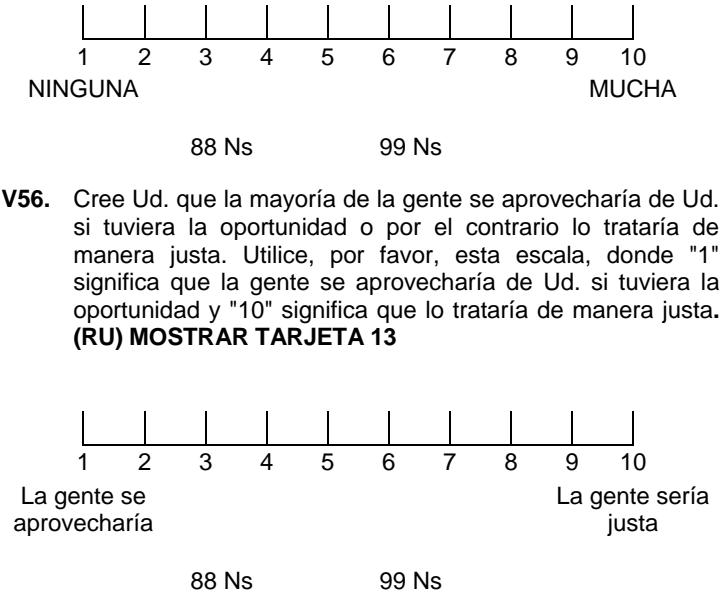 1 2 3 4 5 6 7 8 9 10
NINGUNA MUCHA
88 Ns 99 Ns
V56. Cree Ud. que la mayoría de la gente se aprovecharía de Ud.
si tuviera la oportunidad o por el contrario lo trataría de
manera justa. Utilice, por favor, esta escala, donde "1"
significa que la gente se aprovecharía de Ud. si tuviera la
oportunidad y "10" significa que lo trataría de manera justa.
(RU) MOSTRAR TARJETA 13
1 2 3 4 5 6 7 8 9 10
La gente se La gente sería
aprovecharía justa
88 Ns 99 Ns